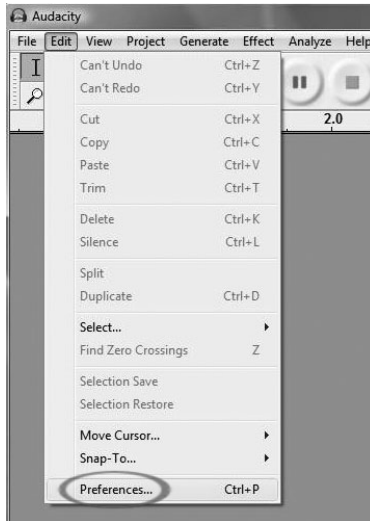 Audacity
File Edit View Project Generate Effect Analyze Help
2.0
Can't Undo Ctrl+Z
Can't Redo Ctrl+Y
Cut Ctrl+X
Copy Ctrl+C
Paste Ctrl+V
Trim Ctrl+T
Delete Ctrl+K
Silence Ctrl+L
Split
Duplicate Ctrl+D
Select...
Find Zero Crossings Z
Selection Save
Selection Restore
Move Cursor...
Snap-To...
Preferences... Ctrl+P